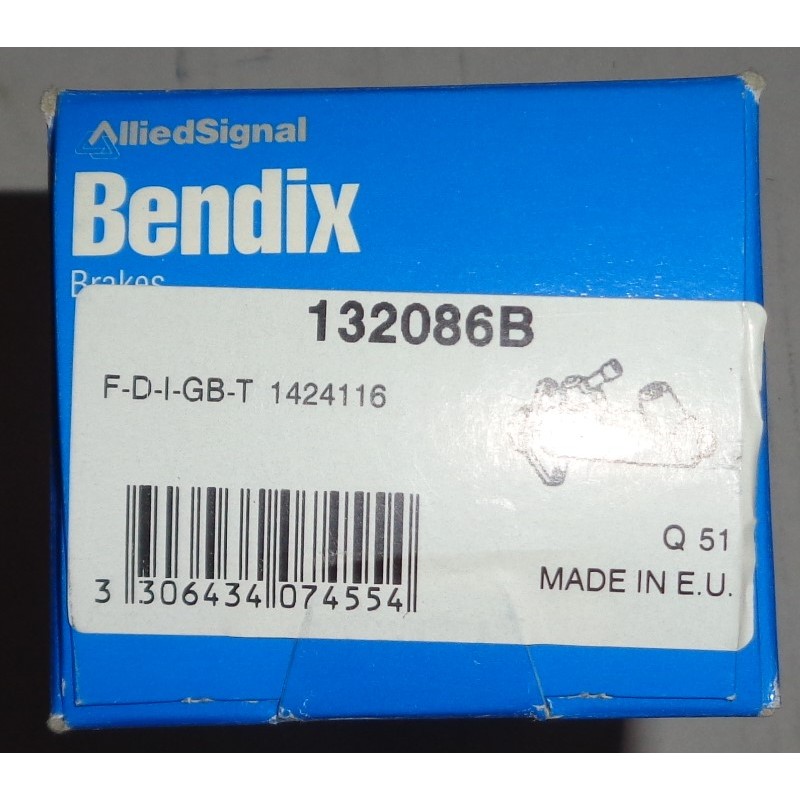 AlliedSignal
Bendix
Brakes
132086B
F-D-I-GB-T 1424116
Q 51
MADE IN E.U.
3 306434 074554